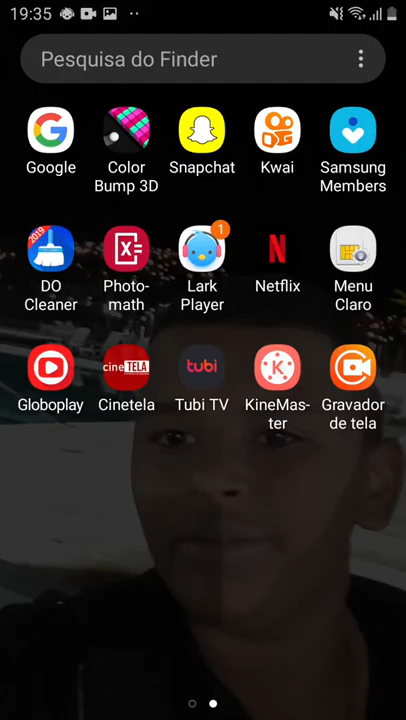 19:35
Pesquisa do Finder
Google
Color
Bump 3D
Snapchat
Kwai
Samsung
Members
2019
DO
Cleaner
X=
Photo-
math
1
Lark
Player
N
Netflix
Menu
Claro
Globoplay
cineTELA
Cinetela
tubi
Tubi TV
K
KineMas-
ter
Gravador
de tela